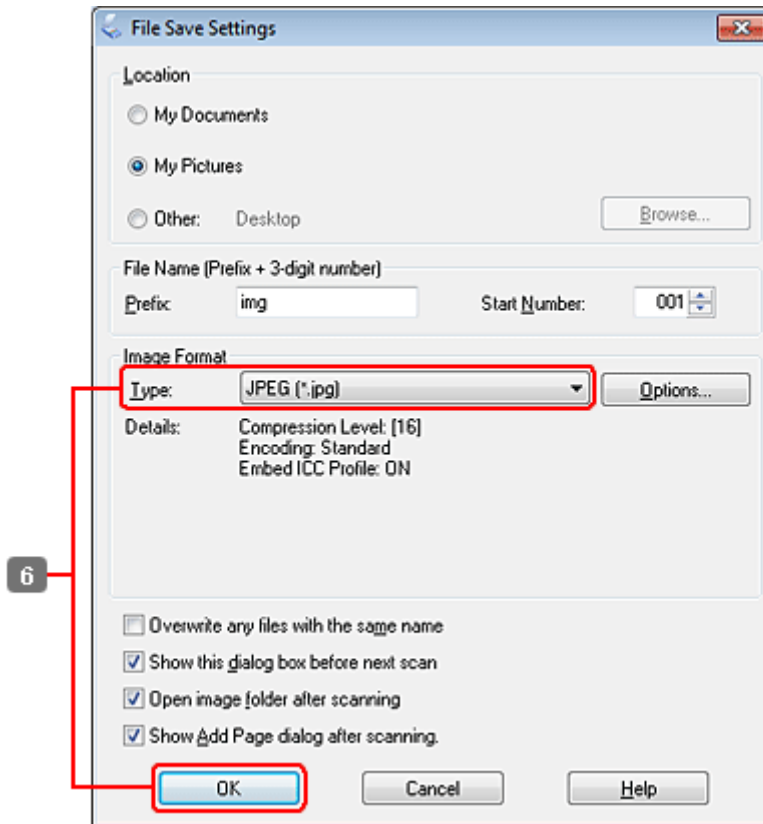 File Save Settings
Location
My Documents
My Pictures
Other: Desktop Browse...
File Name (Prefix + 3-digit number)
Prefix: img Start Number: 001
Image Format
Type: JPEG (*.jpg) Options...
Details: Compression Level: [16]
Encoding: Standard
Embed ICC Profile: ON
6
Overwrite any files with the same name
Show this dialog box before next scan
Open image folder after scanning
Show Add Page dialog after scanning.
OK Cancel Help